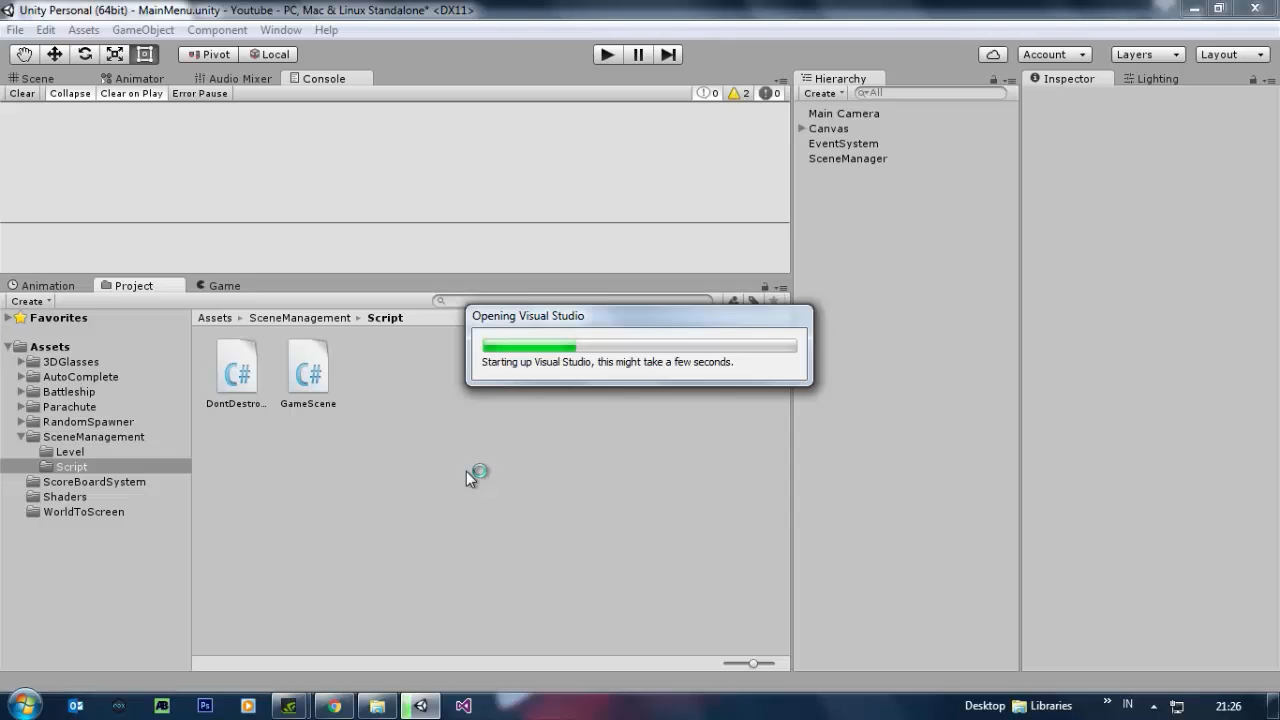 Unity Personal (64bit) - MainMenu.unity - Youtube - PC, Mac & Linux Standalone* <DX11>
File Edit Assets GameObject Component Window Help
Pivot Local Account Layers Layout
Scene Animator Audio Mixer Console Hierarchy Inspector Lighting
Clear Collapse Clear on Play Error Pause 0 2 0 Create All
Main Camera
Canvas
EventSystem
SceneManager
Animation Project Game
Create
Favorites
Assets SceneManagement Script
Assets
3DGlasses
AutoComplete
Battleship
Parachute
RandomSpawner
SceneManagement
Level
Script
ScoreBoardSystem
Shaders
WorldToScreen
C# C#
DontDestro... GameScene
Opening Visual Studio
Starting up Visual Studio, this might take a few seconds.
AB Ps Desktop Libraries IN 21:26